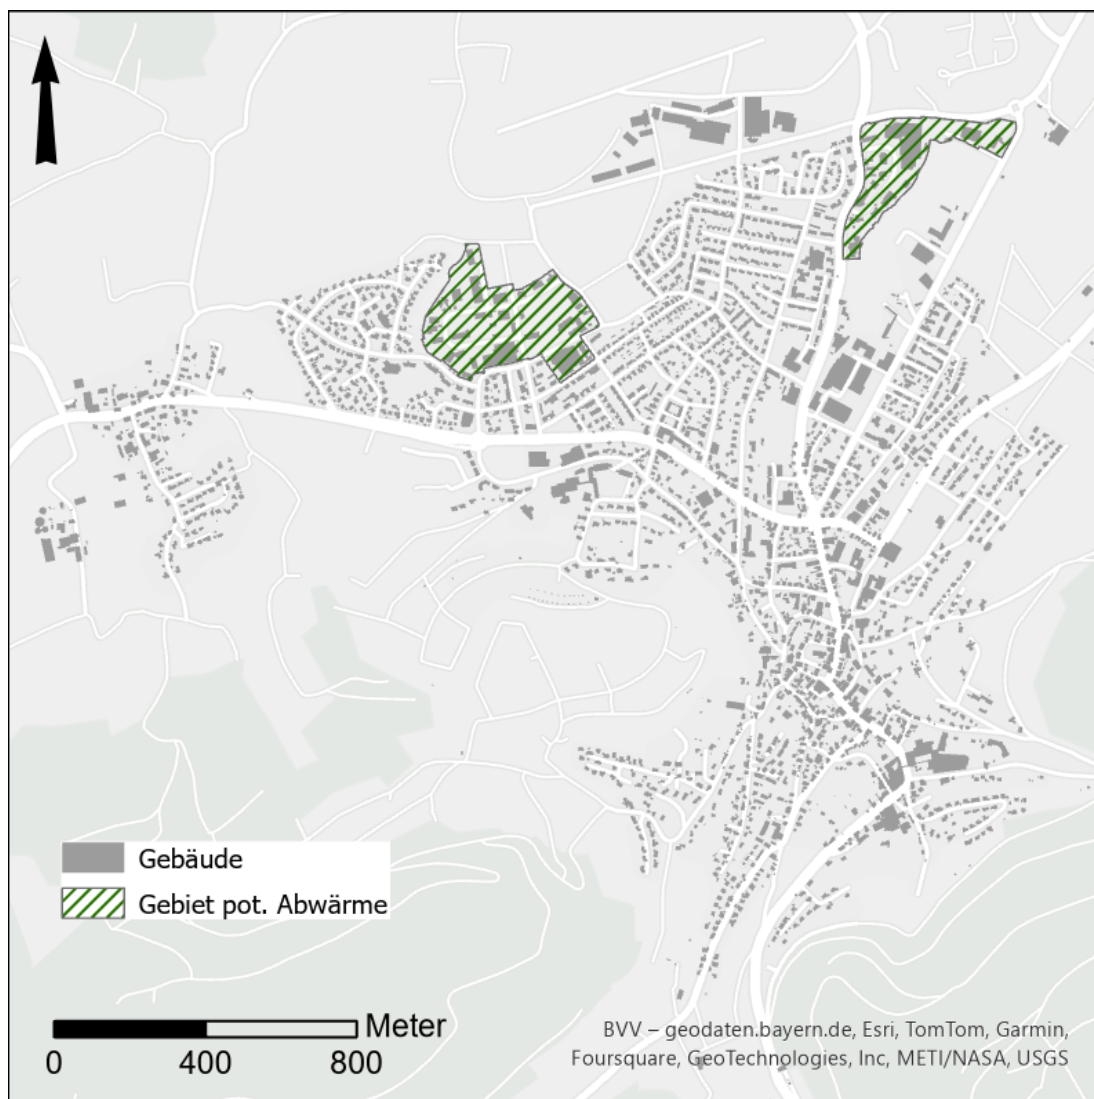 Gebäude
Gebiet pot. Abwärme
Meter
0 400 800
BVV – geodaten.bayern.de, Esri, TomTom, Garmin,
Foursquare, GeoTechnologies, Inc, METI/NASA, USGS